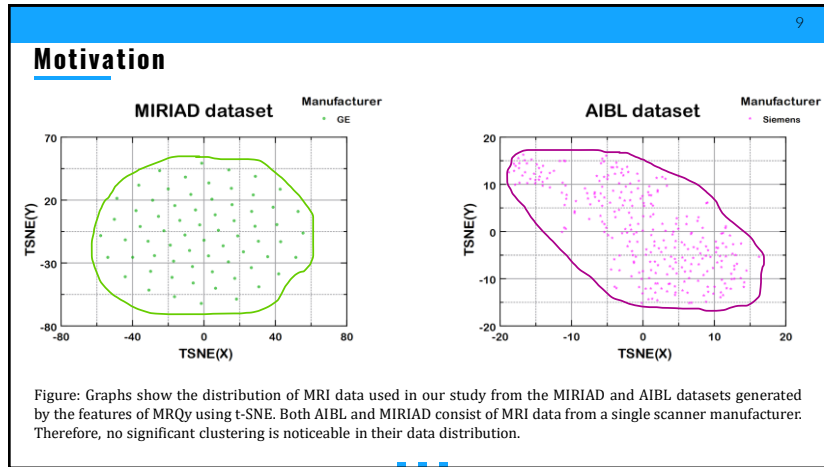 9
Motivation
MIRIAD dataset
Manufacturer
GE
70
20
-30
-80
TSNE(Y)
-80
-40
0
40
80
TSNE(X)
AIBL dataset
Manufacturer
Siemens
20
10
0
-10
-20
TSNE(Y)
-20
-10
0
10
20
TSNE(X)
Figure: Graphs show the distribution of MRI data used in our study from the MIRIAD and AIBL datasets generated
by the features of MRQy using t-SNE. Both AIBL and MIRIAD consist of MRI data from a single scanner manufacturer.
Therefore, no significant clustering is noticeable in their data distribution.